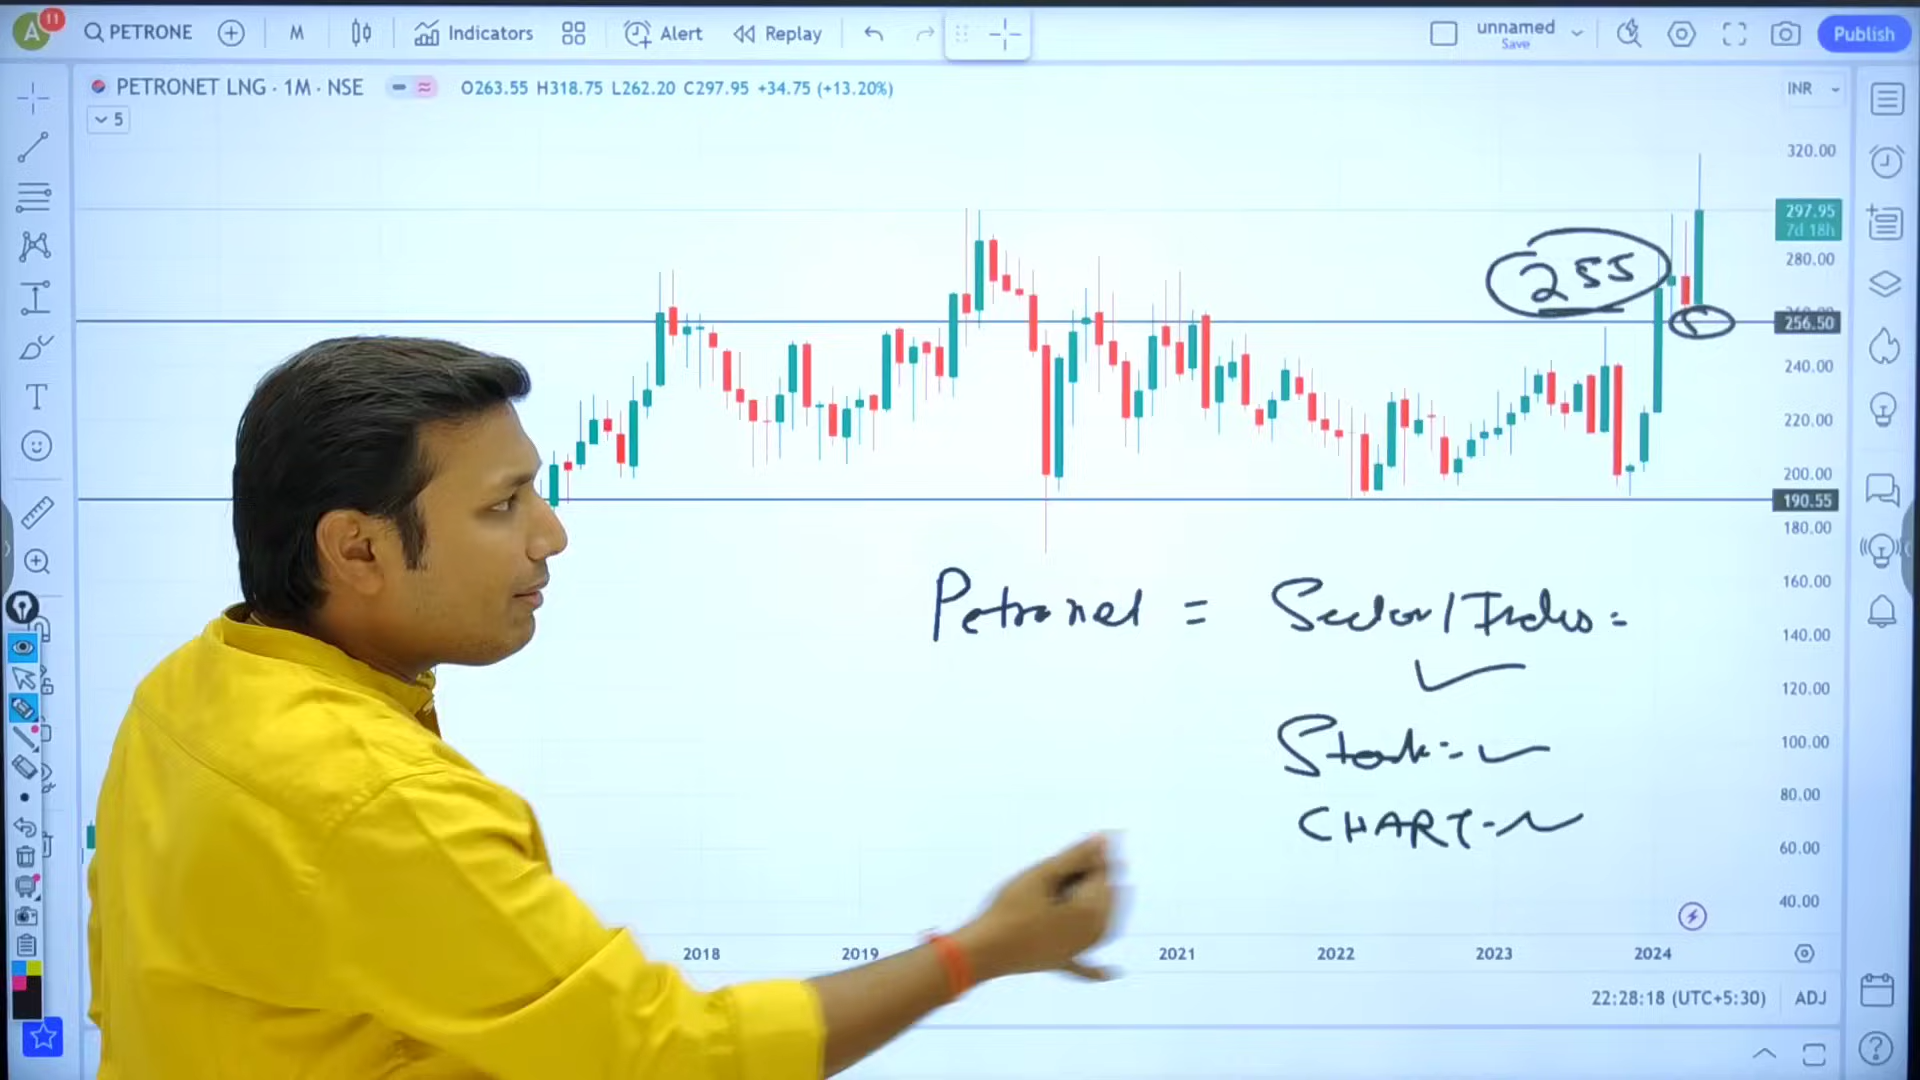 A 11 PETRONE M Indicators Alert Replay unnamed Save Publish
PETRONET LNG · 1M · NSE O263.55 H318.75 L262.20 C297.95 +34.75 (+13.20%) INR
5
320.00
297.95
7d 18h
280.00
255
256.50
240.00
220.00
200.00
190.55
180.00
160.00
Petronet = Sector/Index =
140.00
120.00
100.00
Stock =
80.00
CHART -
60.00
40.00
2018 2019 2021 2022 2023 2024
22:28:18 (UTC+5:30) ADJ